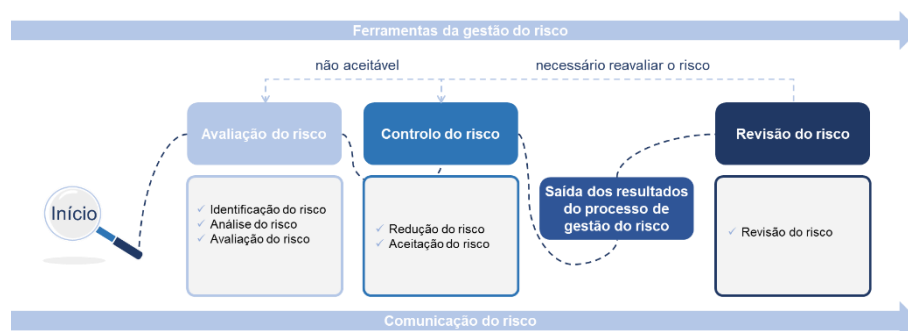 Ferramentas da gestão do risco
não aceitável
necessário reavaliar o risco
Avaliação do risco
Controlo do risco
Revisão do risco
Início
Identificação do risco
Análise do risco
Avaliação do risco
Redução do risco
Aceitação do risco
Saída dos resultados
do processo de
gestão do risco
Revisão do risco
Comunicação do risco